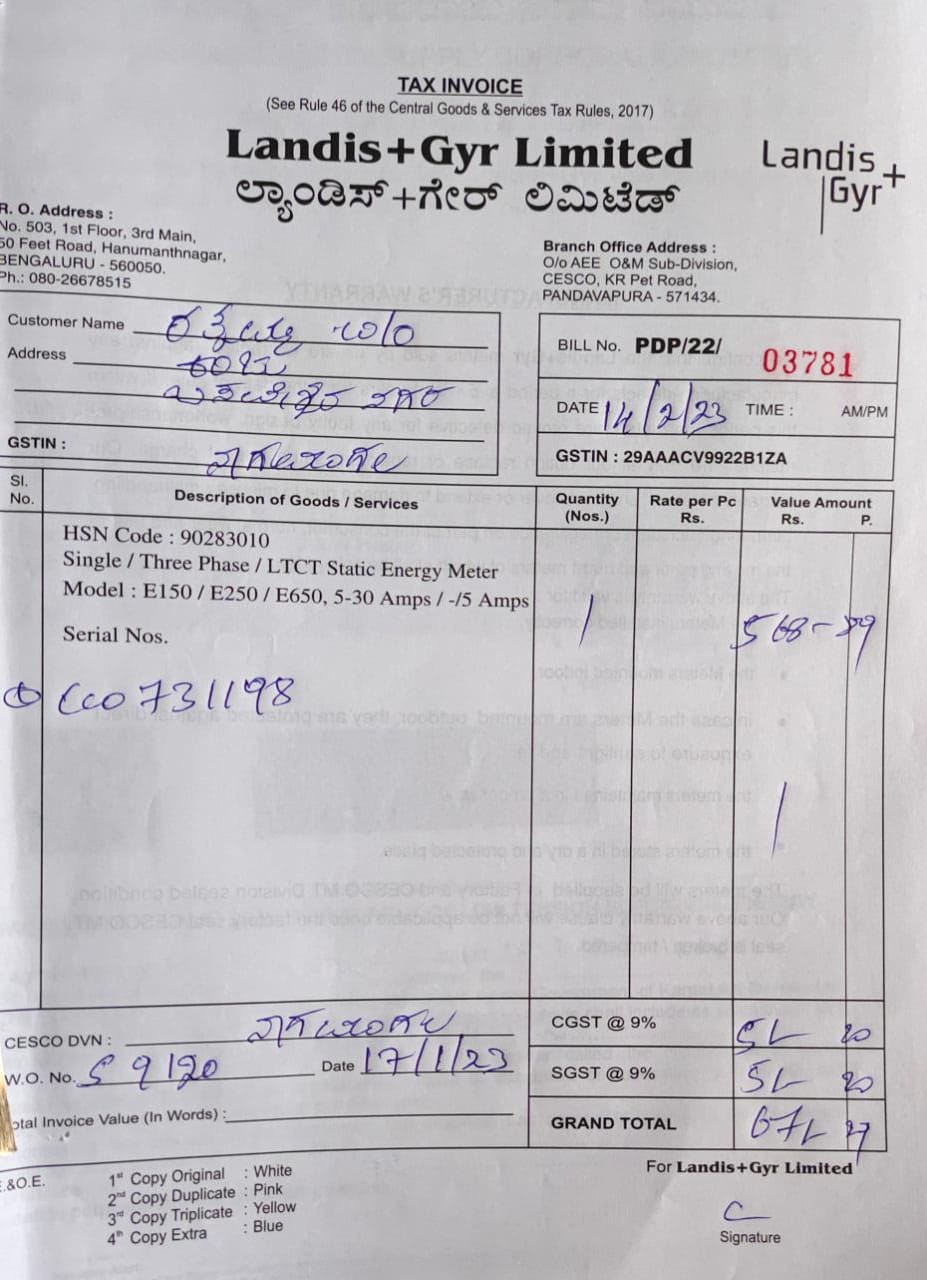 TAX INVOICE
(See Rule 46 of the Central Goods & Services Tax Rules, 2017)
Landis+Gyr Limited
ಲ್ಯಾಂಡಿಸ್+ಗೇರ್ ಲಿಮಿಟೆಡ್
Landis+
Gyr
R. O. Address :
No. 503, 1st Floor, 3rd Main,
50 Feet Road, Hanumanthnagar,
BENGALURU - 560050.
Ph.: 080-26678515
Branch Office Address :
O/o AEE O&M Sub-Division,
CESCO, KR Pet Road,
PANDAVAPURA - 571434.
Customer Name
Address
GSTIN :
BILL No. PDP/22/ 03781
DATE 14/2/23 TIME : AM/PM
GSTIN : 29AAACV9922B1ZA
Sl. No. Description of Goods / Services Quantity (Nos.) Rate per Pc Rs. Value Amount Rs. P.
HSN Code : 90283010
Single / Three Phase / LTCT Static Energy Meter
Model : E150 / E250 / E650, 5-30 Amps / -/5 Amps 1
Serial Nos. 568-
731198
CESCO DVN :
W.O. No. Date 17/1/23
Total Invoice Value (In Words) :
CGST @ 9% 20
SGST @ 9% 20
GRAND TOTAL 27
E.&O.E.
1st Copy Original : White
2nd Copy Duplicate : Pink
3rd Copy Triplicate : Yellow
4th Copy Extra : Blue
For Landis+Gyr Limited
Signature